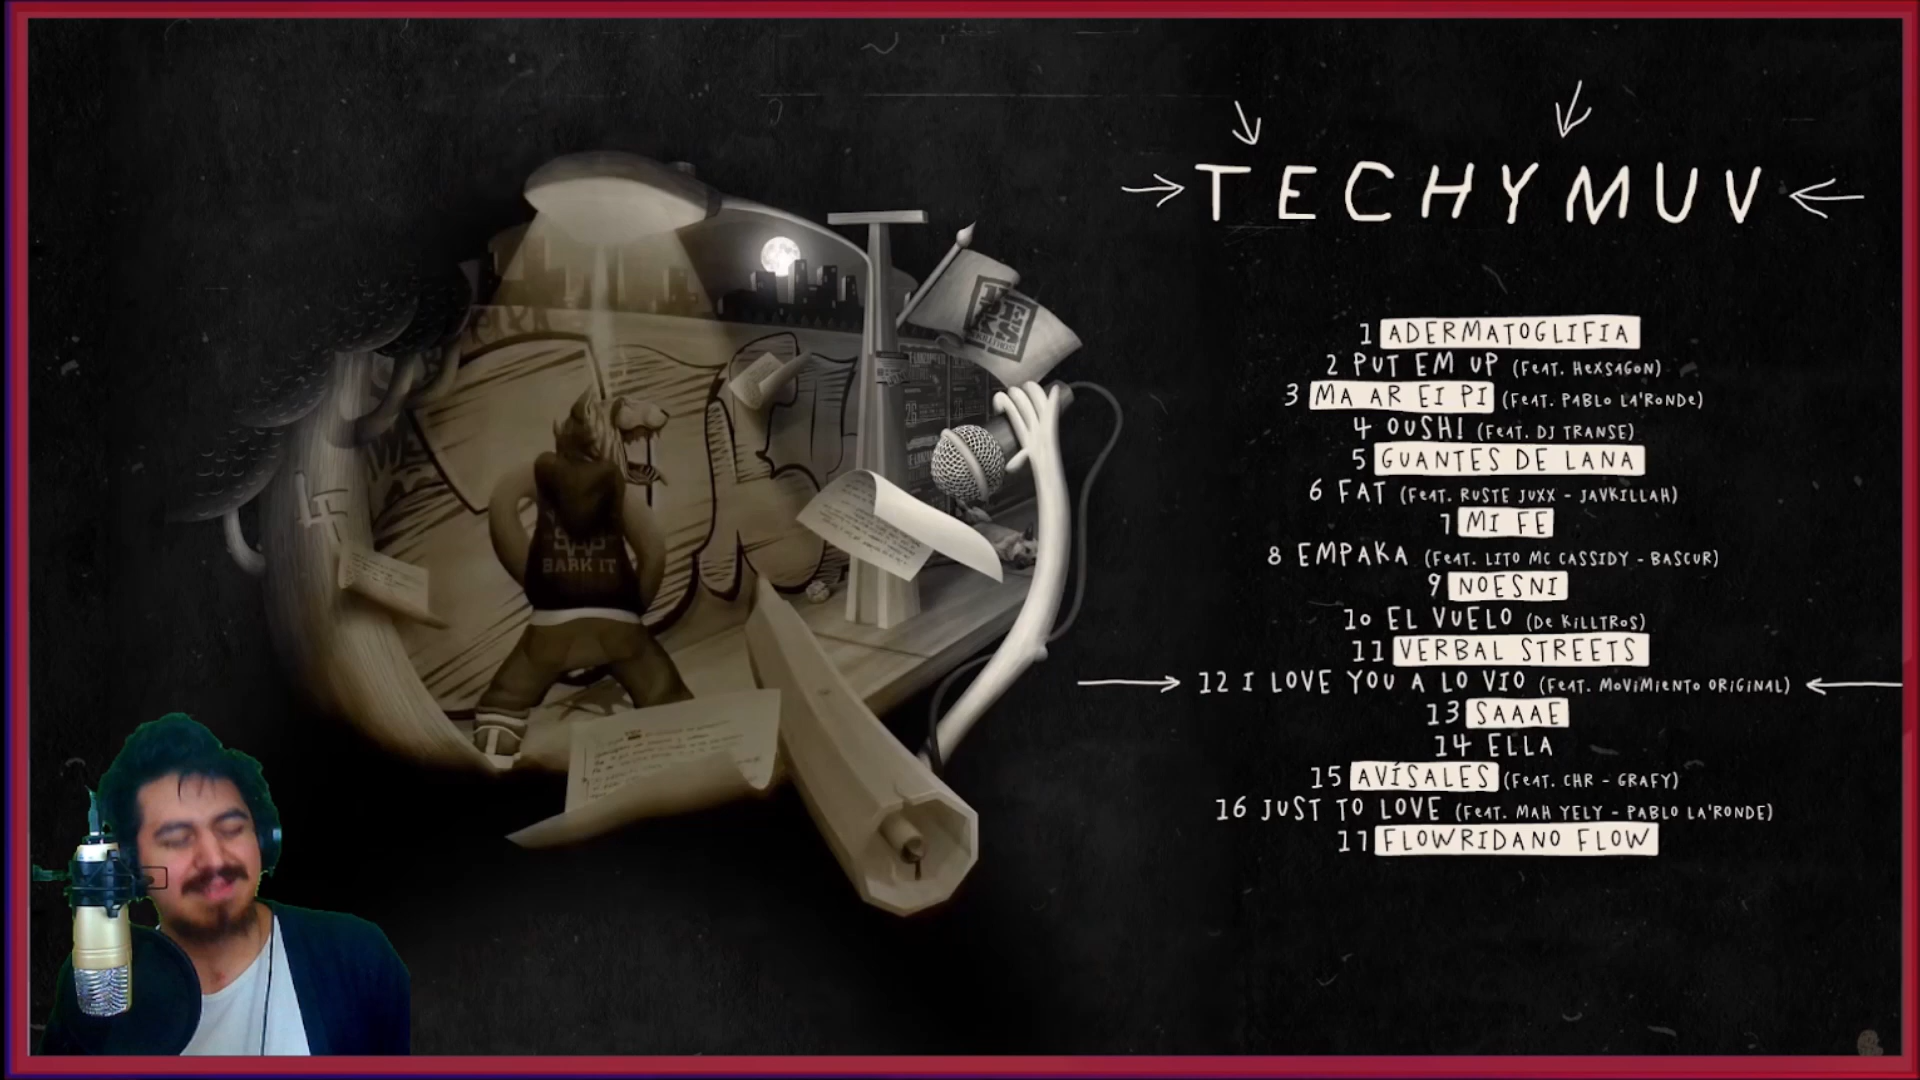 TECHYMUV
1 ADERMATOGLIFIA
2 PUT EM UP (FEAT. HEXSAGON)
3 MA AR EI PI (FEAT. PABLO LA'RONDE)
4 OUSH! (FEAT. DJ TRANSE)
5 GUANTES DE LANA
6 FAT (FEAT. RUSTE JUXX - JAVKILLAH)
7 MI FE
8 EMPAKA (FEAT. LITO MC CASSIDY - BASCUR)
9 NOESNI
10 EL VUELO (DE KILLTROS)
11 VERBAL STREETS
12 I LOVE YOU A LO VIO (FEAT. MOVIMIENTO ORIGINAL)
13 SAAAE
14 ELLA
15 AVÍSALES (FEAT. CHR - GRAFY)
16 JUST TO LOVE (FEAT. MAH YELY - PABLO LA'RONDE)
17 FLOWRIDANO FLOW
BARK IT
26